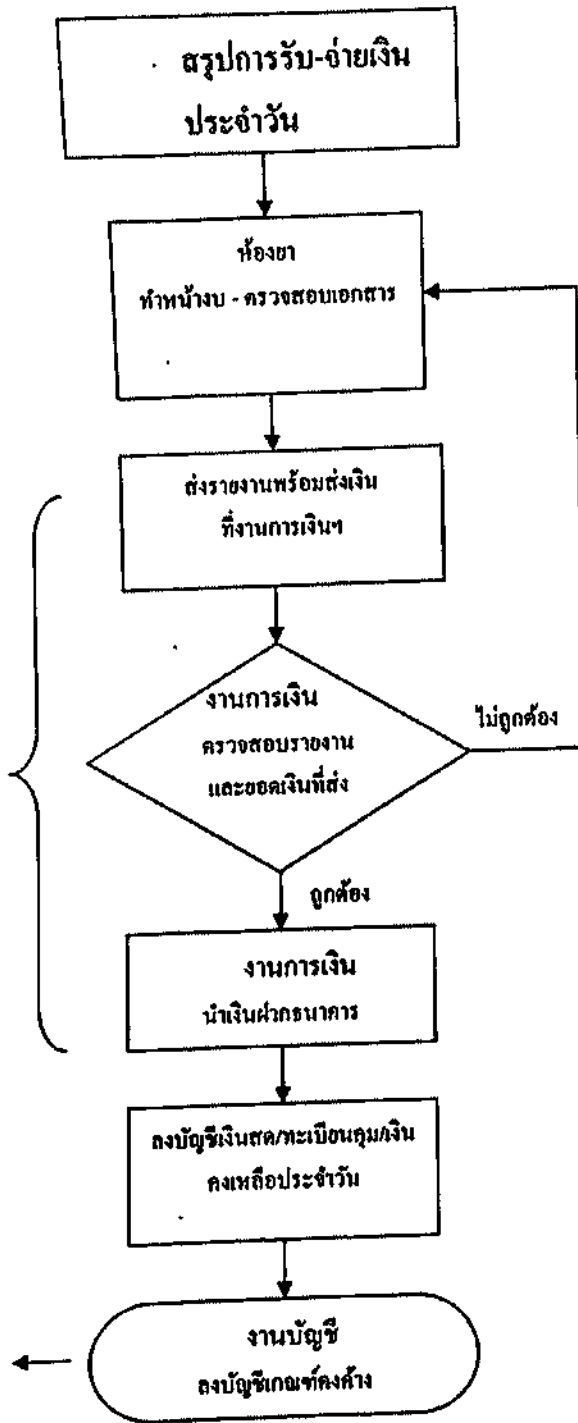 สรุปการรับ-จ่ายเงิน
ประจำวัน
ห้องยา
ทำหน้างบ - ตรวจสอบเอกสาร
ส่งรายงานพร้อมส่งเงิน
ที่งานการเงินฯ
งานการเงิน
ตรวจสอบรายงาน
และยอดเงินที่ส่ง
ไม่ถูกต้อง
ถูกต้อง
งานการเงิน
นำเงินฝากธนาคาร
ลงบัญชีเงินสด/ทะเบียนคุม/เงิน
คงเหลือประจำวัน
งานบัญชี
ลงบัญชีเกณฑ์คงค้าง